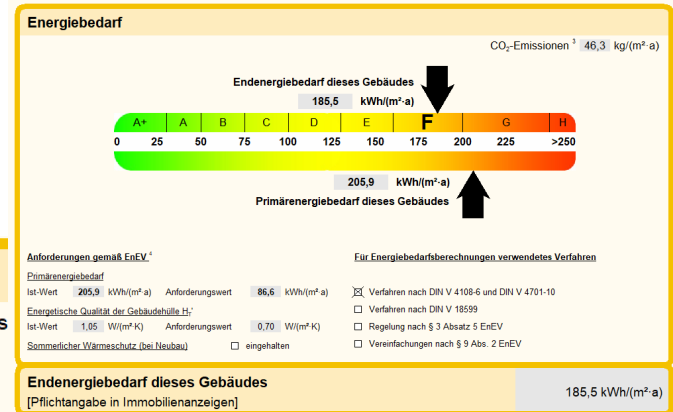 Energiebedarf
CO₂-Emissionen ³ 46,3 kg/(m²·a)
Endenergiebedarf dieses Gebäudes
185,5 kWh/(m²·a)
A+ A B C D E F G H
0 25 50 75 100 125 150 175 200 225 >250
205,9 kWh/(m²·a)
Primärenergiebedarf dieses Gebäudes
Anforderungen gemäß EnEV ⁴
Für Energiebedarfsberechnungen verwendetes Verfahren
Primärenergiebedarf
Ist-Wert 205,9 kWh/(m²·a) Anforderungswert 86,6 kWh/(m²·a)
☒ Verfahren nach DIN V 4108-6 und DIN V 4701-10
Energetische Qualität der Gebäudehülle H_T'
☐ Verfahren nach DIN V 18599
Ist-Wert 1,05 W/(m²·K) Anforderungswert 0,70 W/(m²·K)
☐ Regelung nach § 3 Absatz 5 EnEV
Sommerlicher Wärmeschutz (bei Neubau) ☐ eingehalten
☐ Vereinfachungen nach § 9 Abs. 2 EnEV
s
Endenergiebedarf dieses Gebäudes
[Pflichtangabe in Immobilienanzeigen]
185,5 kWh/(m²·a)